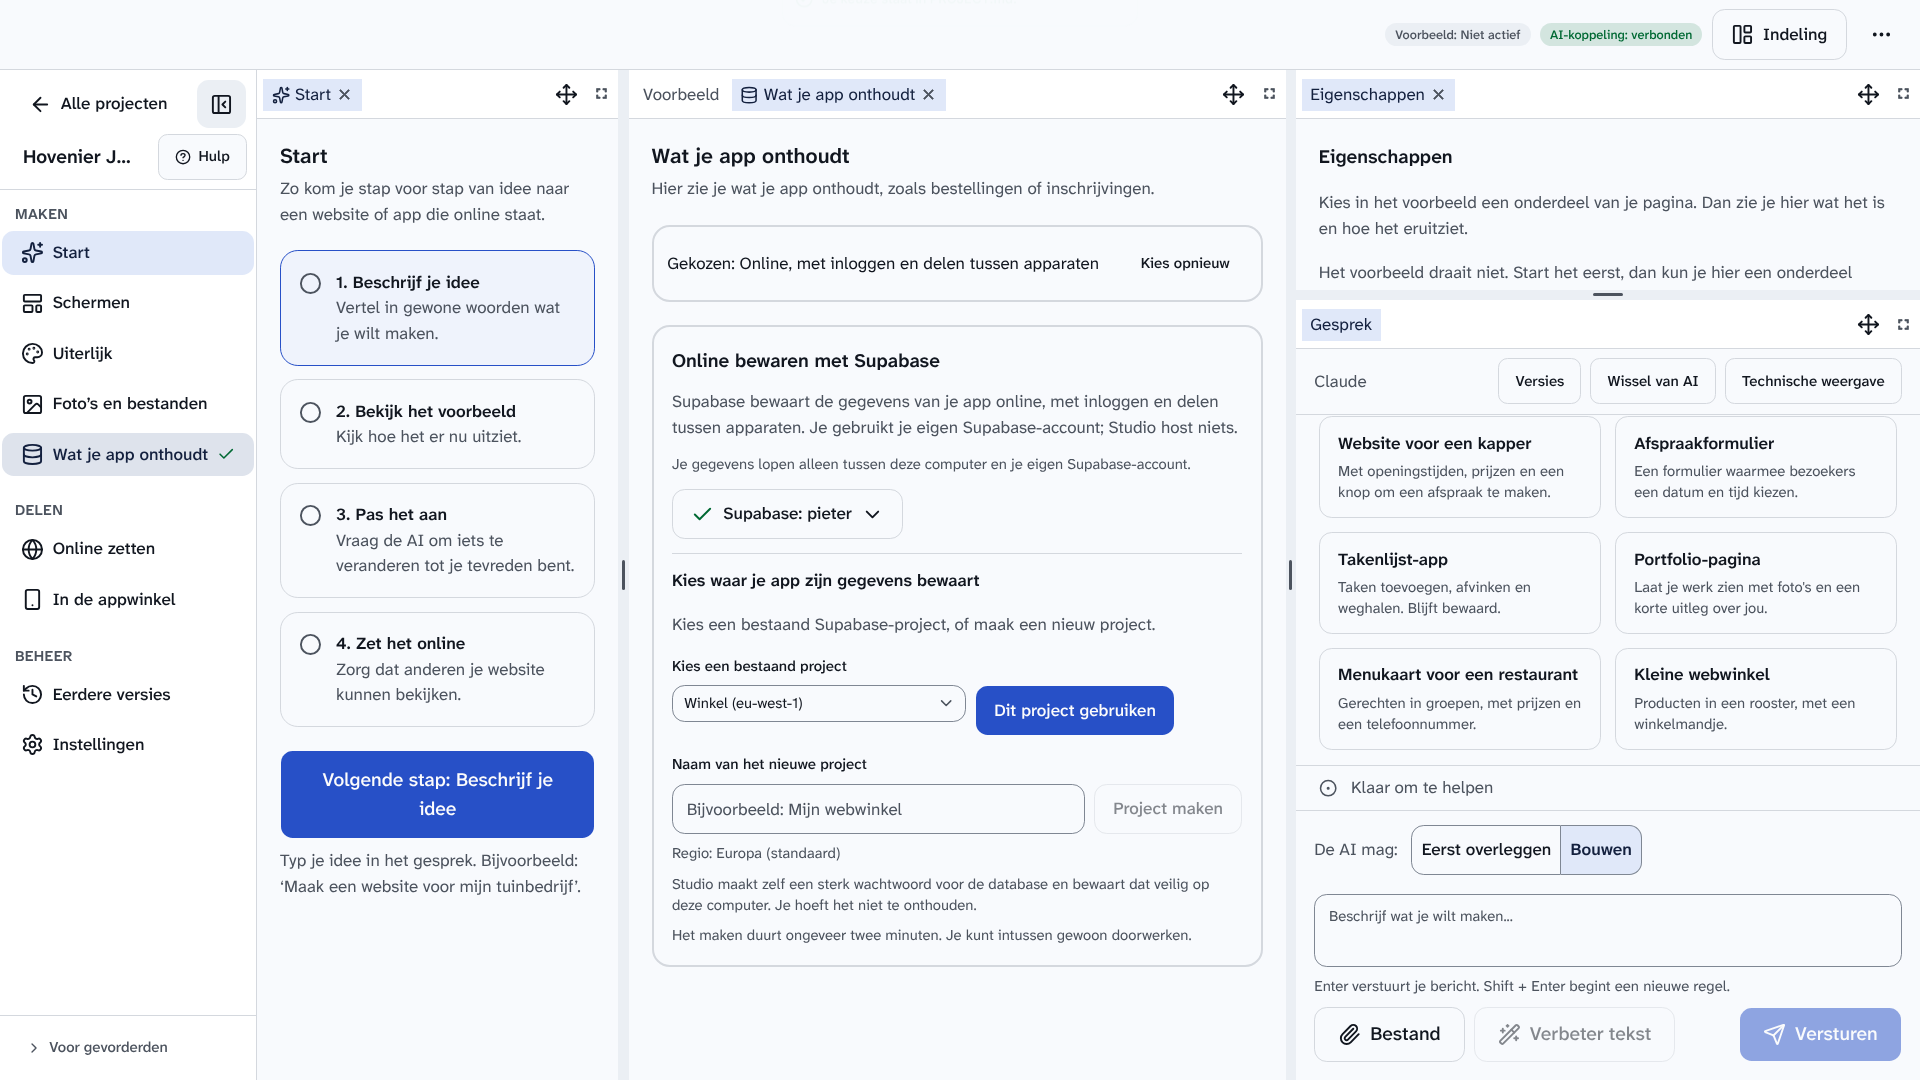 Voorbeeld: Niet actief
AI-koppeling: verbonden
Indeling
Alle projecten
Hovenier J...
Hulp
MAKEN
Start
Schermen
Uiterlijk
Foto's en bestanden
Wat je app onthoudt
DELEN
Online zetten
In de appwinkel
BEHEER
Eerdere versies
Instellingen
Voor gevorderden
Start
Start
Zo kom je stap voor stap van idee naar
een website of app die online staat.
1. Beschrijf je idee
Vertel in gewone woorden wat
je wilt maken.
2. Bekijk het voorbeeld
Kijk hoe het er nu uitziet.
3. Pas het aan
Vraag de AI om iets te
veranderen tot je tevreden bent.
4. Zet het online
Zorg dat anderen je website
kunnen bekijken.
Volgende stap: Beschrijf je
idee
Typ je idee in het gesprek. Bijvoorbeeld:
‘Maak een website voor mijn tuinbedrijf’.
Voorbeeld
Wat je app onthoudt
Wat je app onthoudt
Hier zie je wat je app onthoudt, zoals bestellingen of inschrijvingen.
Gekozen: Online, met inloggen en delen tussen apparaten
Kies opnieuw
Online bewaren met Supabase
Supabase bewaart de gegevens van je app online, met inloggen en delen
tussen apparaten. Je gebruikt je eigen Supabase-account; Studio host niets.
Je gegevens lopen alleen tussen deze computer en je eigen Supabase-account.
Supabase: pieter
Kies waar je app zijn gegevens bewaart
Kies een bestaand Supabase-project, of maak een nieuw project.
Kies een bestaand project
Winkel (eu-west-1)
Dit project gebruiken
Naam van het nieuwe project
Bijvoorbeeld: Mijn webwinkel
Project maken
Regio: Europa (standaard)
Studio maakt zelf een sterk wachtwoord voor de database en bewaart dat veilig op
deze computer. Je hoeft het niet te onthouden.
Het maken duurt ongeveer twee minuten. Je kunt intussen gewoon doorwerken.
Eigenschappen
Eigenschappen
Kies in het voorbeeld een onderdeel van je pagina. Dan zie je hier wat het is
en hoe het eruitziet.
Het voorbeeld draait niet. Start het eerst, dan kun je hier een onderdeel
Gesprek
Claude
Versies
Wissel van AI
Technische weergave
Website voor een kapper
Met openingstijden, prijzen en een
knop om een afspraak te maken.
Afspraakformulier
Een formulier waarmee bezoekers
een datum en tijd kiezen.
Takenlijst-app
Taken toevoegen, afvinken en
weghalen. Blijft bewaard.
Portfolio-pagina
Laat je werk zien met foto's en een
korte uitleg over jou.
Menukaart voor een restaurant
Gerechten in groepen, met prijzen en
een telefoonnummer.
Kleine webwinkel
Producten in een rooster, met een
winkelmandje.
Klaar om te helpen
De AI mag:
Eerst overleggen
Bouwen
Beschrijf wat je wilt maken...
Enter verstuurt je bericht. Shift + Enter begint een nieuwe regel.
Bestand
Verbeter tekst
Versturen